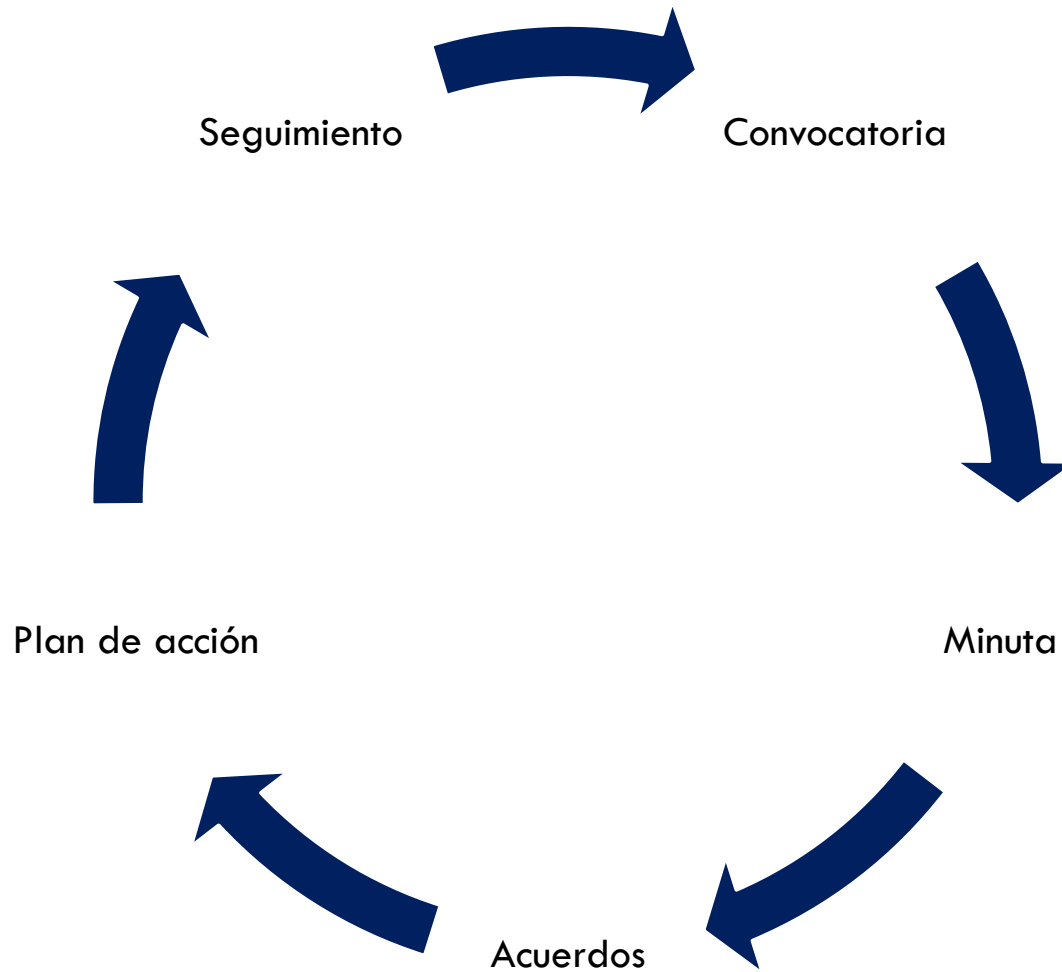 Seguimiento
Convocatoria
Plan de acción
Minuta
Acuerdos